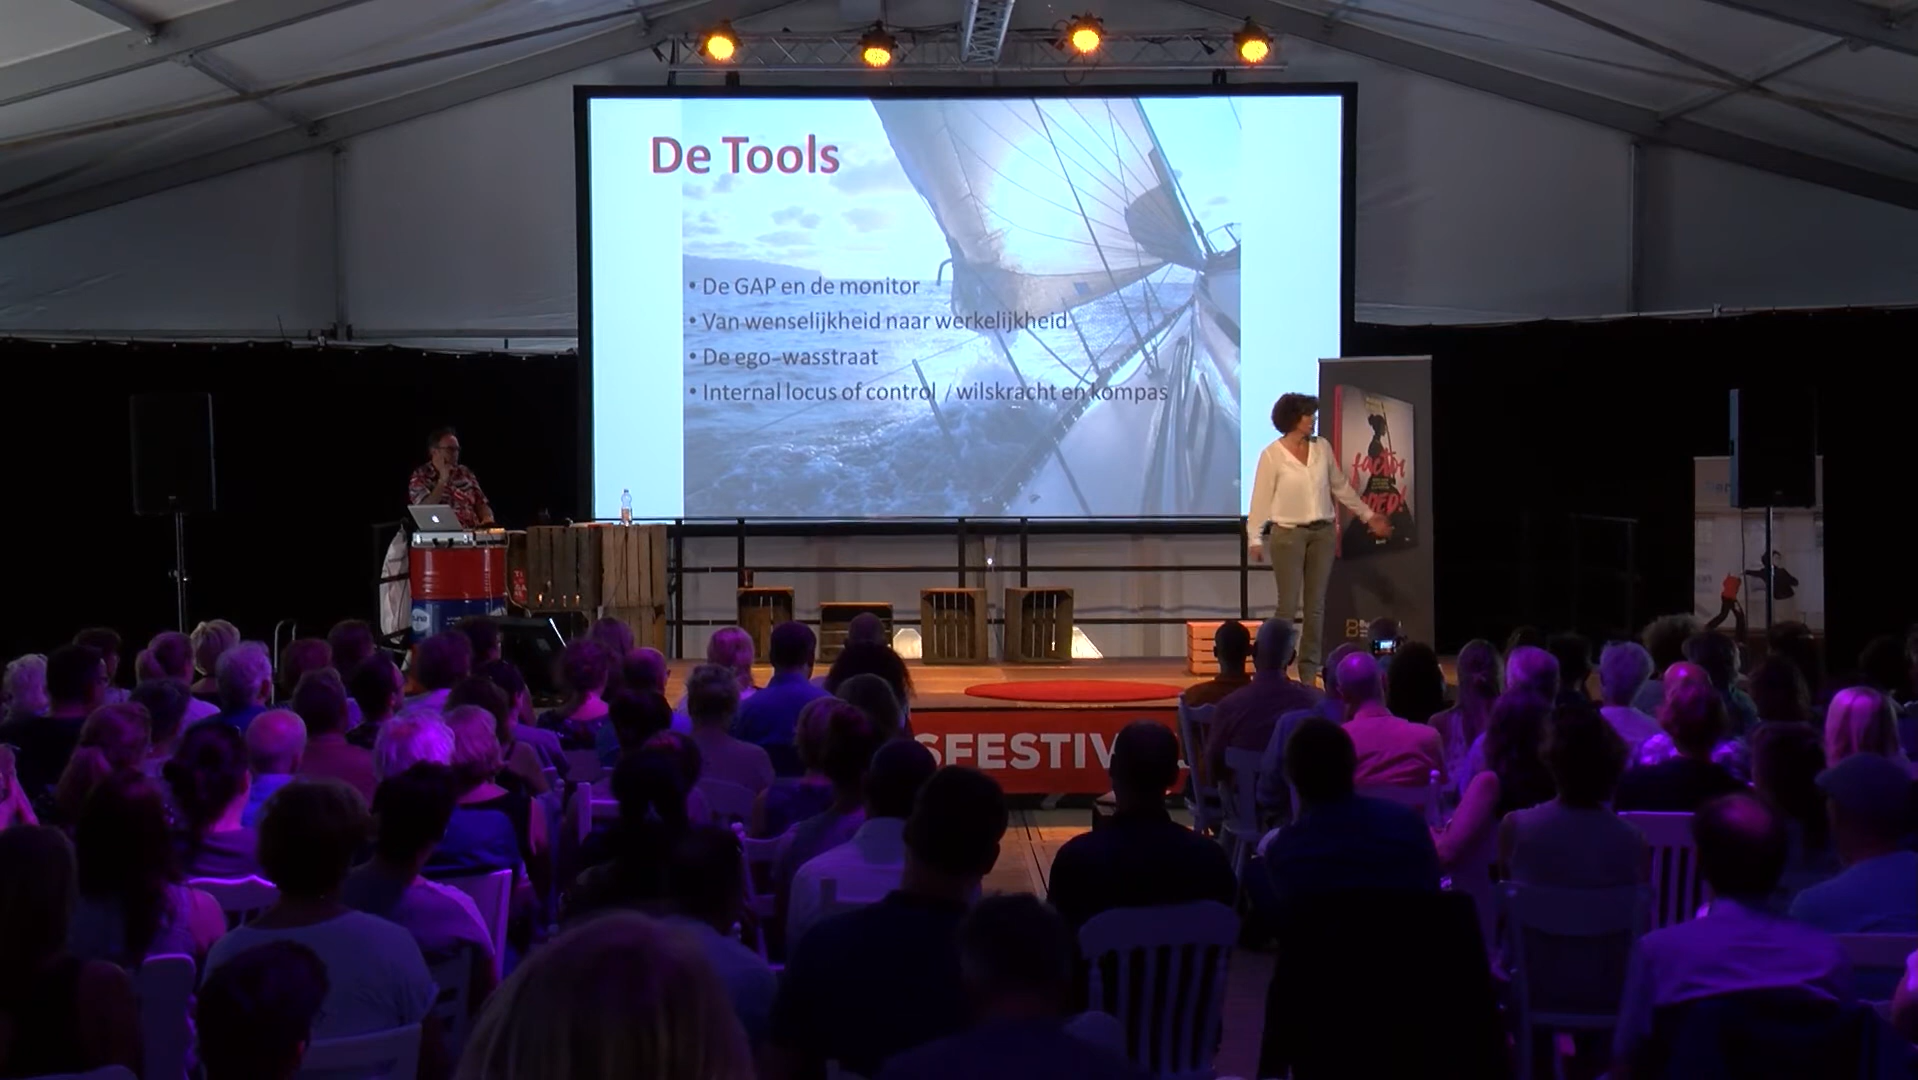 De Tools
• De GAP en de monitor
• Van wenselijkheid naar werkelijkheid
• De ego-wasstraat
• Internal locus of control / wilskracht en kompas
factor
SFESTIV